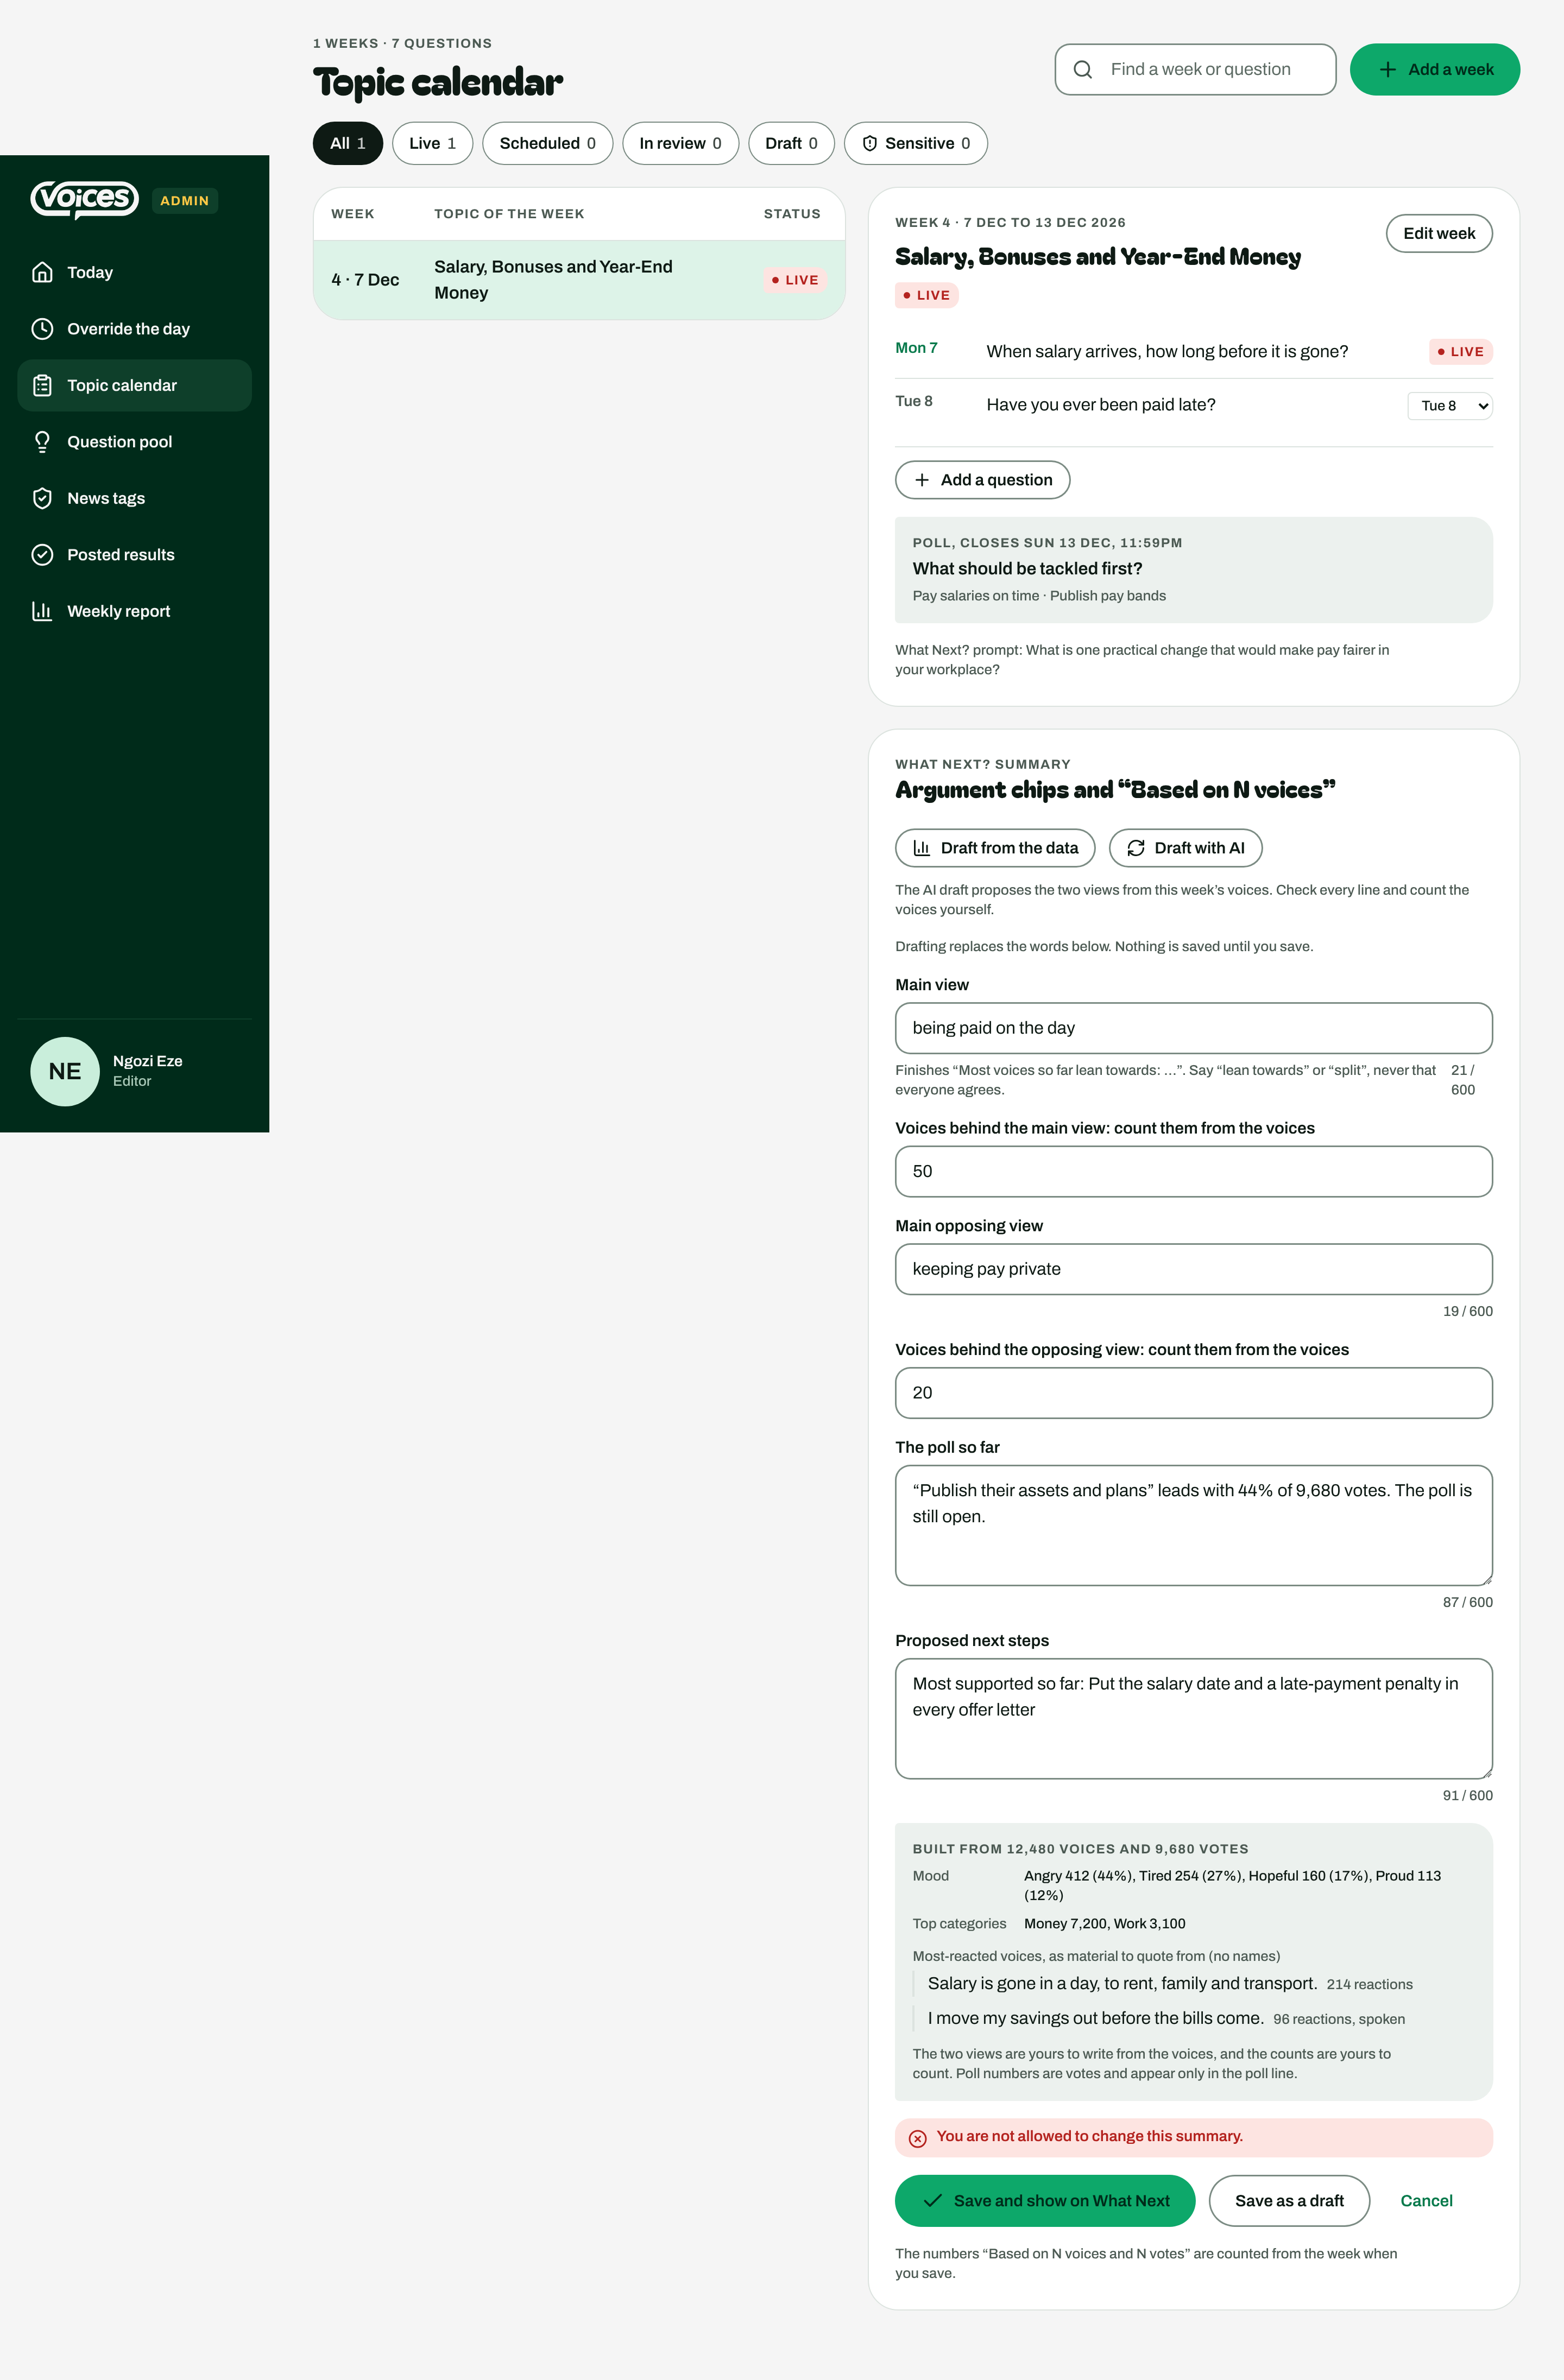 1 WEEKS · 7 QUESTIONS
Topic calendar
Find a week or question
Add a week
All 1
Live 1
Scheduled 0
In review 0
Draft 0
Sensitive 0
voices
ADMIN
Today
Override the day
Topic calendar
Question pool
News tags
Posted results
Weekly report
NE
Ngozi Eze
Editor
WEEK
TOPIC OF THE WEEK
STATUS
4 · 7 Dec
Salary, Bonuses and Year-End
Money
LIVE
WEEK 4 · 7 DEC TO 13 DEC 2026
Edit week
Salary, Bonuses and Year-End Money
LIVE
Mon 7
When salary arrives, how long before it is gone?
LIVE
Tue 8
Have you ever been paid late?
Tue 8
Add a question
POLL, CLOSES SUN 13 DEC, 11:59PM
What should be tackled first?
Pay salaries on time · Publish pay bands
What Next? prompt: What is one practical change that would make pay fairer in
your workplace?
WHAT NEXT? SUMMARY
Argument chips and “Based on N voices”
Draft from the data
Draft with AI
The AI draft proposes the two views from this week’s voices. Check every line and count the
voices yourself.
Drafting replaces the words below. Nothing is saved until you save.
Main view
being paid on the day
Finishes “Most voices so far lean towards: …”. Say “lean towards” or “split”, never that
everyone agrees.
21 /
600
Voices behind the main view: count them from the voices
50
Main opposing view
keeping pay private
19 / 600
Voices behind the opposing view: count them from the voices
20
The poll so far
“Publish their assets and plans” leads with 44% of 9,680 votes. The poll is
still open.
87 / 600
Proposed next steps
Most supported so far: Put the salary date and a late-payment penalty in
every offer letter
91 / 600
BUILT FROM 12,480 VOICES AND 9,680 VOTES
Mood
Angry 412 (44%), Tired 254 (27%), Hopeful 160 (17%), Proud 113
(12%)
Top categories
Money 7,200, Work 3,100
Most-reacted voices, as material to quote from (no names)
Salary is gone in a day, to rent, family and transport. 214 reactions
I move my savings out before the bills come. 96 reactions, spoken
The two views are yours to write from the voices, and the counts are yours to
count. Poll numbers are votes and appear only in the poll line.
You are not allowed to change this summary.
Save and show on What Next
Save as a draft
Cancel
The numbers “Based on N voices and N votes” are counted from the week when
you save.